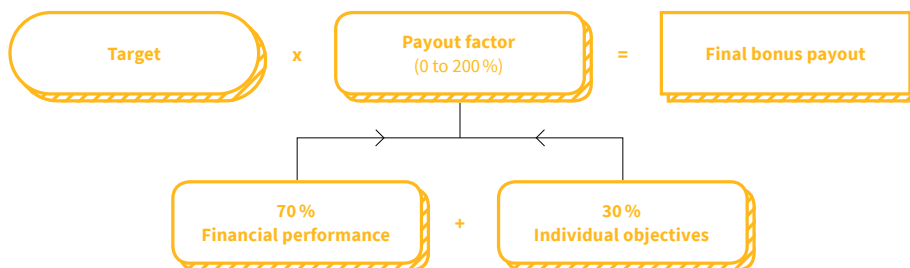 Target
x
Payout factor
(0 to 200 %)
=
Final bonus payout
70 %
Financial performance
+
30 %
Individual objectives